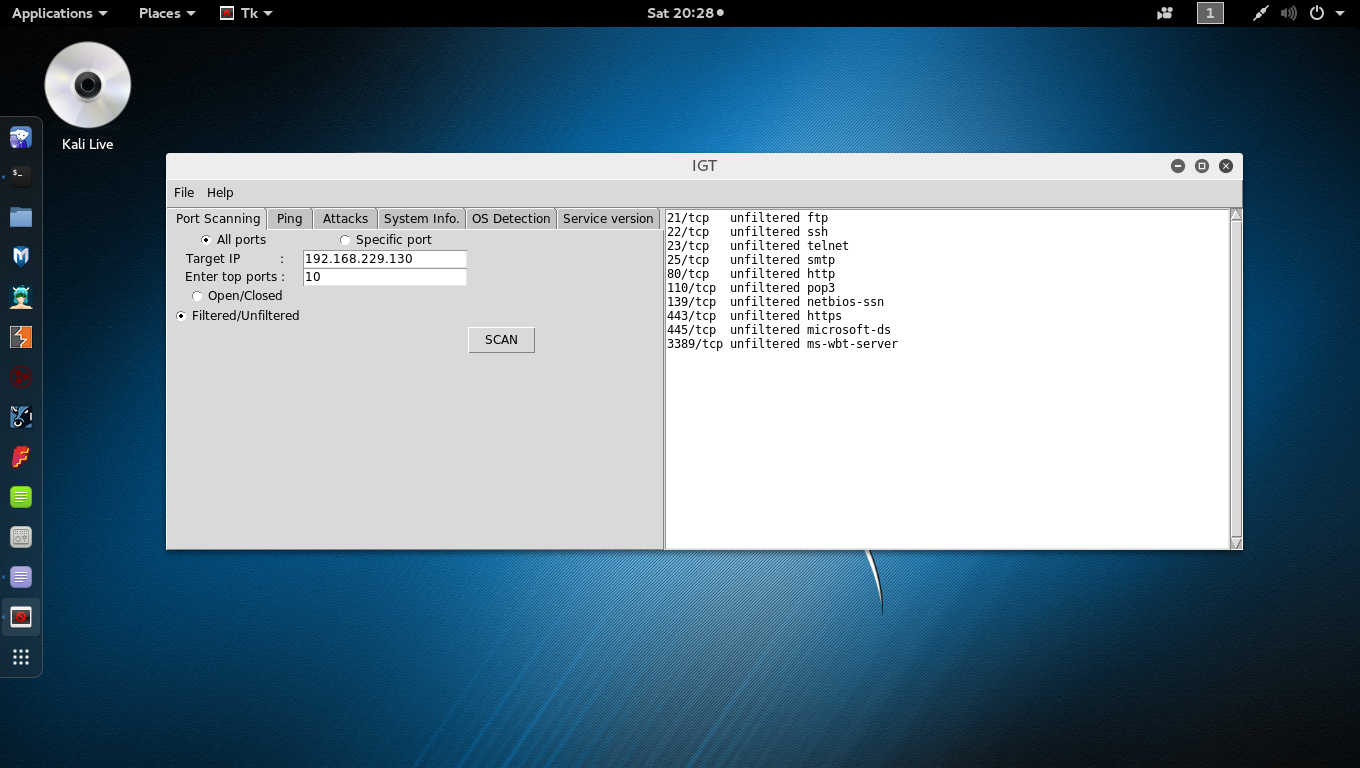 Applications Places Tk Sat 20:28 1
Kali Live
IGT
File Help
Port Scanning Ping Attacks System Info. OS Detection Service version
All ports Specific port
Target IP : 192.168.229.130
Enter top ports : 10
Open/Closed
Filtered/Unfiltered
SCAN
21/tcp unfiltered ftp
22/tcp unfiltered ssh
23/tcp unfiltered telnet
25/tcp unfiltered smtp
80/tcp unfiltered http
110/tcp unfiltered pop3
139/tcp unfiltered netbios-ssn
443/tcp unfiltered https
445/tcp unfiltered microsoft-ds
3389/tcp unfiltered ms-wbt-server